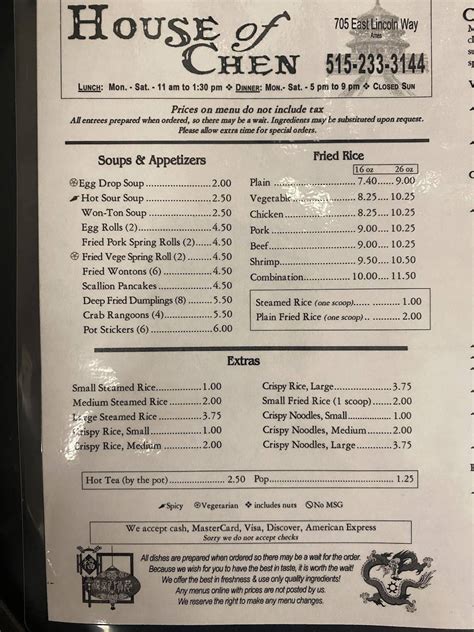 HOUSE of CHEN
705 East Lincoln Way
Ames
515-233-3144
LUNCH: MON. - SAT. - 11 am to 1:30 pm ❖ DINNER: MON.- SAT. - 5 pm to 9 pm ❖ CLOSED SUN
Prices on menu do not include tax
All entrees prepared when ordered, so there may be a wait. Ingredients may be substituted upon request.
Please allow extra time for special orders.
Soups & Appetizers
Egg Drop Soup 2.00
Hot Sour Soup 2.00
Won-Ton Soup 2.00
Egg Rolls (2) 4.50
Fried Pork Spring Rolls (2) 4.50
Fried Vege Spring Roll (2) 4.50
Fried Wontons (6) 4.50
Scallion Pancakes 4.50
Deep Fried Dumplings (8) 5.50
Crab Rangoons (4) 5.50
Pot Stickers (6) 6.00
Fried Rice
16 oz 26 oz
Plain 7.40 9.00
Vegetable 8.25 10.25
Chicken 8.25 10.25
Pork 9.00 10.25
Beef 9.00 10.25
Shrimp 9.50 10.50
Combination 10.00 11.50
Steamed Rice (one scoop) 1.00
Plain Fried Rice (one scoop) 2.00
Extras
Small Steamed Rice 1.00
Medium Steamed Rice 2.00
Large Steamed Rice 3.75
Crispy Rice, Small 1.00
Crispy Rice, Medium 2.00
Crispy Rice, Large 3.75
Small Fried Rice (1 scoop) 2.00
Crispy Noodles, Small 1.00
Crispy Noodles, Medium 2.00
Crispy Noodles, Large 3.75
Hot Tea (by the pot) 2.50 Pop 1.25
Spicy Vegetarian includes nuts No MSG
We accept cash, MasterCard, Visa, Discover, American Express
Sorry we do not accept checks
All dishes are prepared when ordered so there may be a wait for the order.
Because we wish for you to have the best in taste, it is worth the wait!
We offer the best in freshness & use only quality ingredients!
Any menus online with prices are not posted by us.
We reserve the right to make any menu changes.